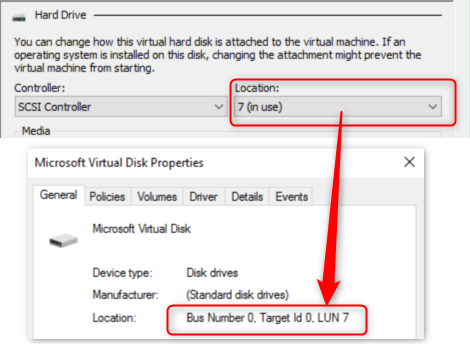 Hard Drive
You can change how this virtual hard disk is attached to the virtual machine. If an
operating system is installed on this disk, changing the attachment might prevent the
virtual machine from starting.
Controller:
Location:
SCSI Controller
7 (in use)
Media
Microsoft Virtual Disk Properties
General Policies Volumes Driver Details Events
Microsoft Virtual Disk
Device type: Disk drives
Manufacturer: (Standard disk drives)
Location: Bus Number 0, Target Id 0, LUN 7